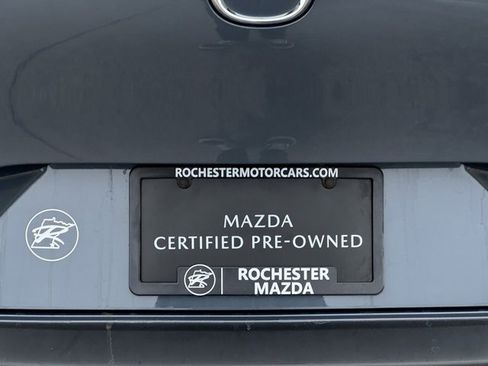 ROCHESTERMOTORCARS.COM
MAZDA
CERTIFIED PRE-OWNED
ROCHESTER
MAZDA